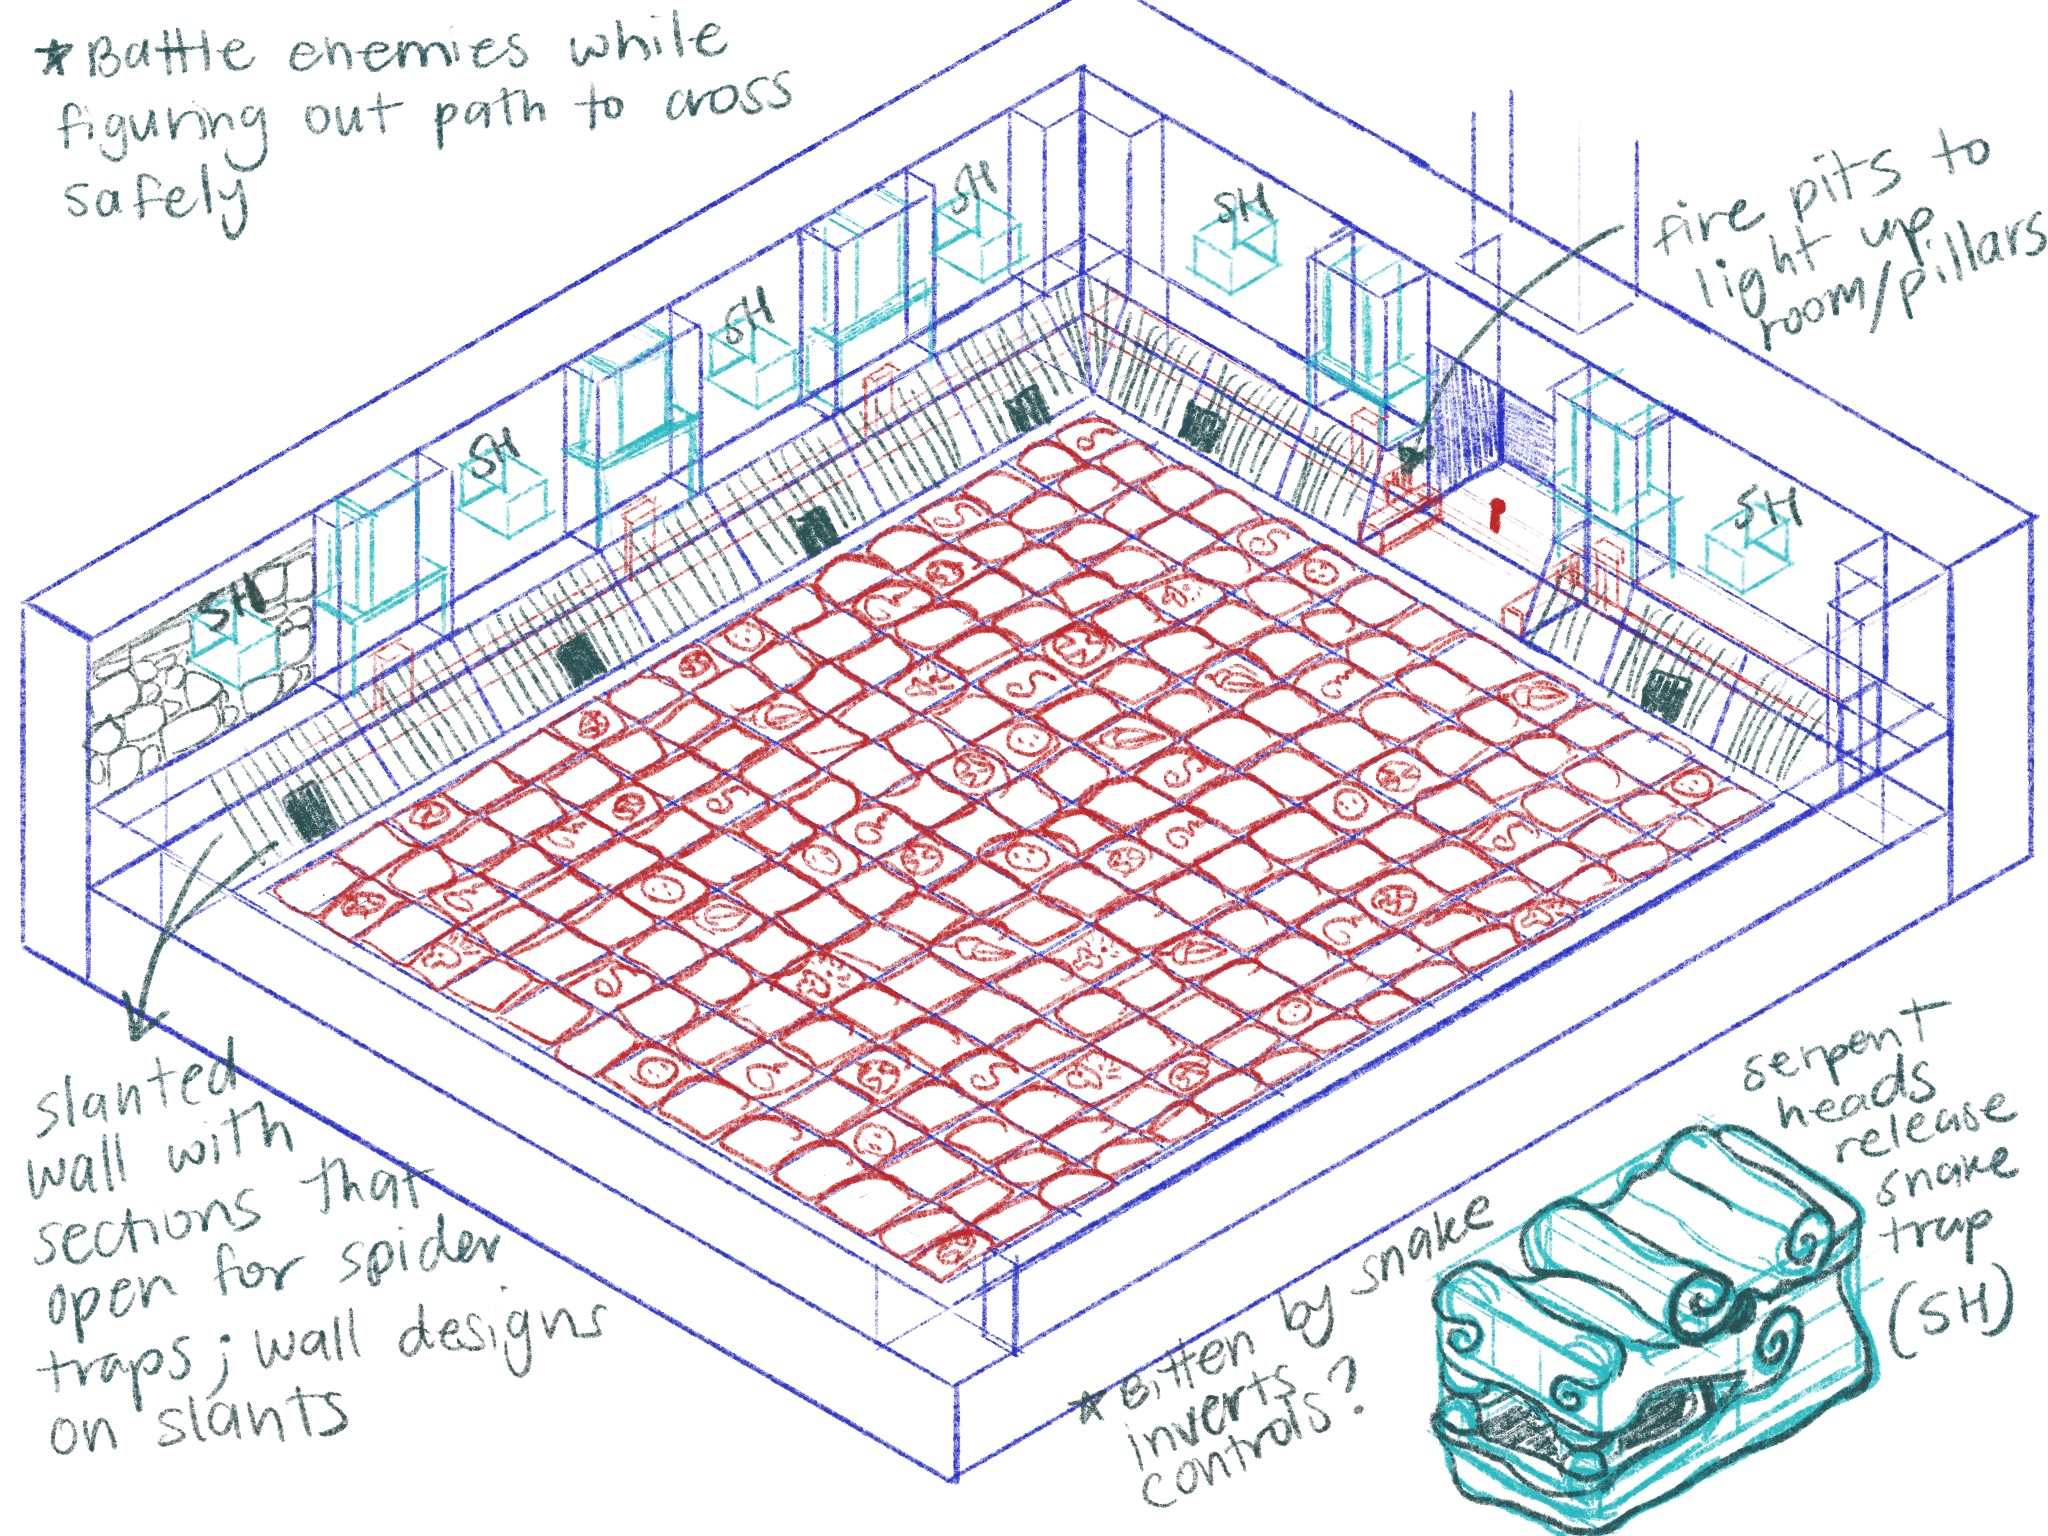 *Battle enemies while
figuring out path to cross
safely
fire pits to
light up
room/pillars
SH
SH
SH
SH
SH
SH
SH
slanted
wall with
sections that
open for spider
traps; wall designs
on slants
*Bitten by snake
inverts
controls?
serpent
heads
release
snake
trap
(SH)